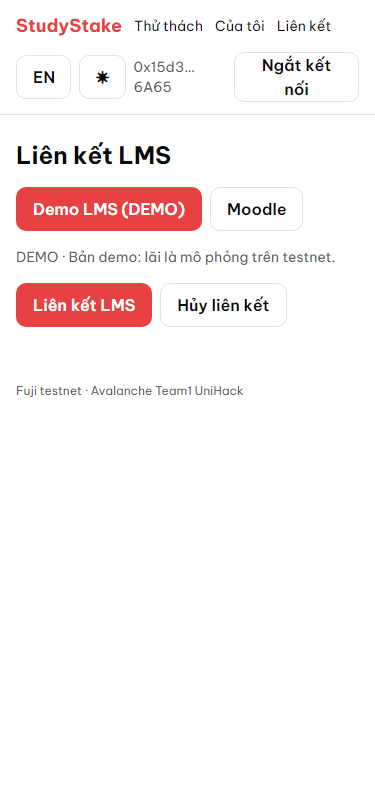 StudyStake Thử thách Của tôi Liên kết
EN 0x15d3...
6A65
Ngắt kết
nối
Liên kết LMS
Demo LMS (DEMO) Moodle
DEMO · Bản demo: lãi là mô phỏng trên testnet.
Liên kết LMS Hủy liên kết
Fuji testnet · Avalanche Team1 UniHack